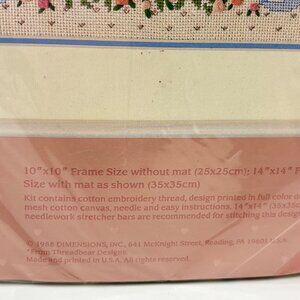 10"x10" Frame Size without mat (25x25cm); 14"x14" F
Size with mat as shown (35x35cm)
Kit contains cotton embroidery thread, design printed in full color o
mesh cotton canvas, needle and easy instructions. 14"x14" (35x35c
needlework stretcher bars are recommended for stitching this desig
© 1988 DIMENSIONS, INC., 641 McKnight Street, Reading, PA 19601 U.S.A.
*From Threadbear Designs
Made and printed in U.S.A. All rights reserved.